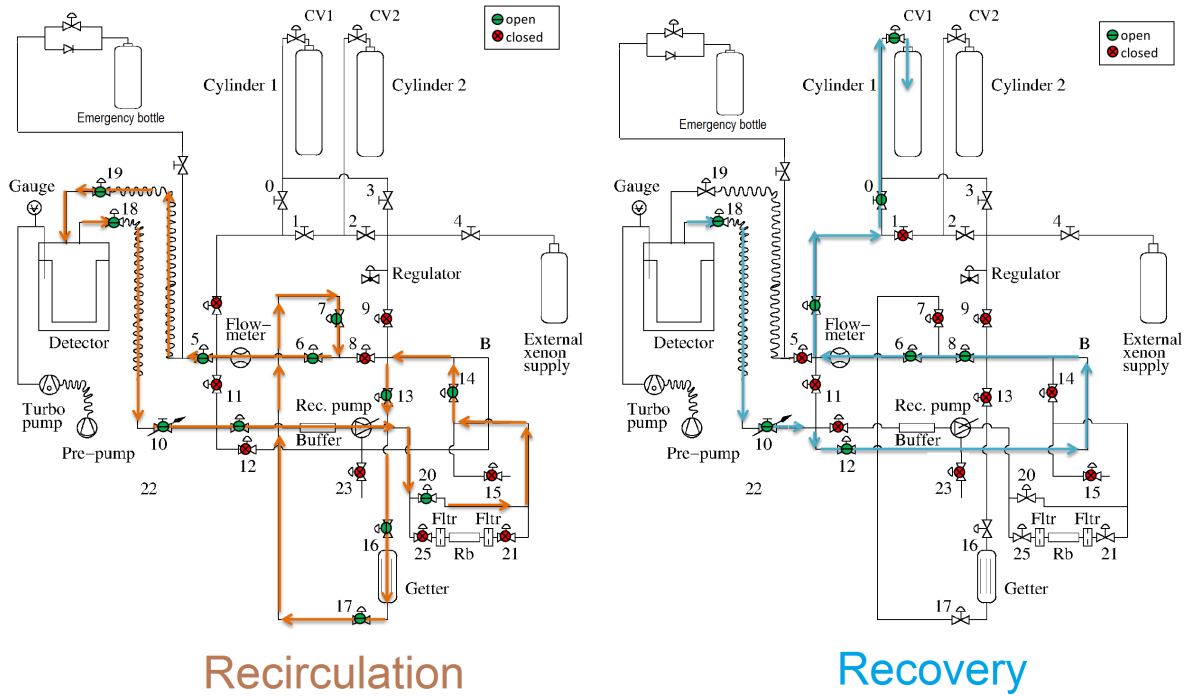 CV1 CV2
open
closed
Cylinder 1
Cylinder 2
Emergency bottle
19
Gauge
18
0
3
1
2
4
Regulator
Detector
7
9
5
Flow-
meter
6
8
B
External
xenon
supply
14
11
13
Turbo
pump
Rec. pump
10
Buffer
Pre-pump
12
22
23
20
15
Fltr Fltr
25
Rb
21
16
Getter
17
Recirculation
CV1 CV2
open
closed
Cylinder 1
Cylinder 2
Emergency bottle
19
Gauge
18
0
3
1
2
4
Regulator
Detector
7
9
5
Flow-
meter
6
8
B
External
xenon
supply
14
11
13
Turbo
pump
Rec. pump
10
Buffer
Pre-pump
12
22
23
20
15
Fltr Fltr
25
Rb
21
16
Getter
17
Recovery